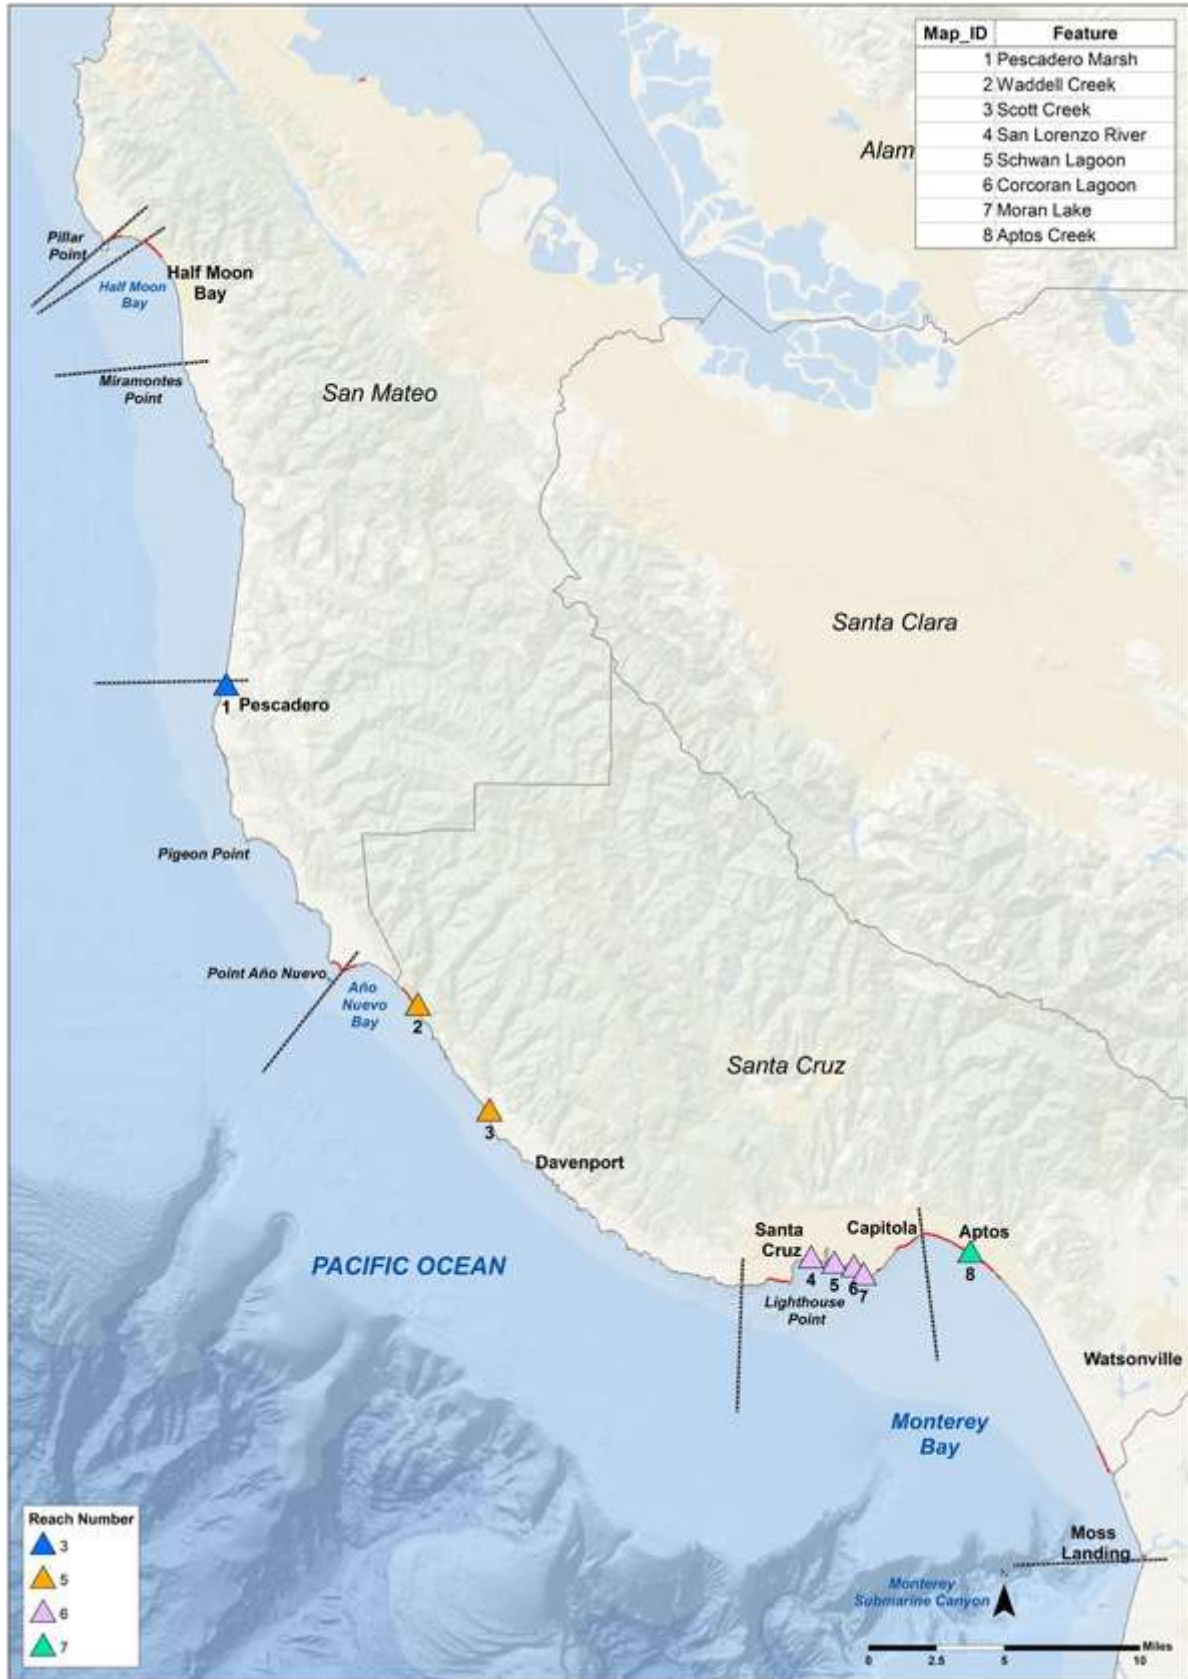 Map_ID Feature
1 Pescadero Marsh
2 Waddell Creek
3 Scott Creek
4 San Lorenzo River
5 Schwan Lagoon
6 Corcoran Lagoon
7 Moran Lake
8 Aptos Creek
Alam
Pillar
Point
Half Moon
Bay
Half Moon
Bay
Miramontes
Point
San Mateo
Santa Clara
1 Pescadero
Pigeon Point
Point Año Nuevo
Año
Nuevo
Bay
2
Santa Cruz
3
Davenport
Santa
Cruz
Capitola
Aptos
4
5
6
7
8
Lighthouse
Point
PACIFIC OCEAN
Watsonville
Monterey
Bay
Moss
Landing
Monterey
Submarine Canyon
N
Miles
0 2.5 5 10
Reach Number
3
5
6
7